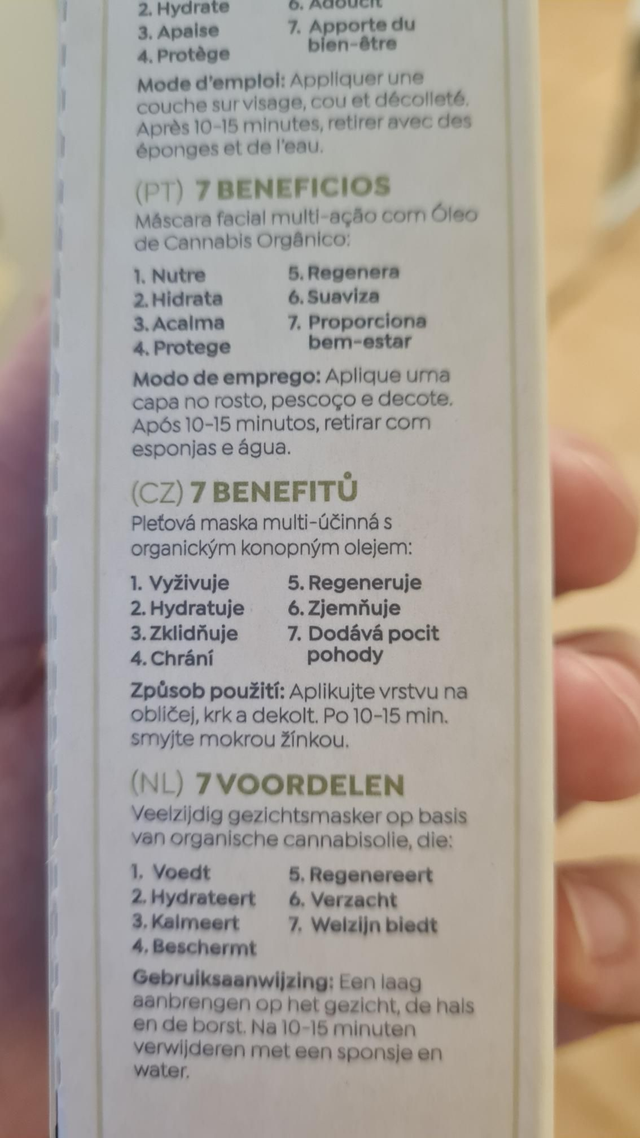 2. Hydrate 6. Adoucit
3. Apaise 7. Apporte du
bien-être
4. Protège
Mode d'emploi: Appliquer une
couche sur visage, cou et décolleté.
Après 10-15 minutes, retirer avec des
éponges et de l'eau.
(PT) 7 BENEFICIOS
Máscara facial multi-ação com Óleo
de Cannabis Orgânico:
1. Nutre 5. Regenera
2. Hidrata 6. Suaviza
3. Acalma 7. Proporciona
bem-estar
4. Protege
Modo de emprego: Aplique uma
capa no rosto, pescoço e decote.
Após 10-15 minutos, retirar com
esponjas e água.
(CZ) 7 BENEFITŮ
Pleťová maska multi-účinná s
organickým konopným olejem:
1. Vyživuje 5. Regeneruje
2. Hydratuje 6. Zjemňuje
3. Zklidňuje 7. Dodává pocit
pohody
4. Chrání
Způsob použití: Aplikujte vrstvu na
obličej, krk a dekolt. Po 10-15 min.
smyjte mokrou žínkou.
(NL) 7 VOORDELEN
Veelzijdig gezichtsmasker op basis
van organische cannabisolie, die:
1. Voedt 5. Regenereert
2. Hydrateert 6. Verzacht
3. Kalmeert 7. Welzijn biedt
4. Beschermt
Gebruiksaanwijzing: Een laag
aanbrengen op het gezicht, de hals
en de borst. Na 10-15 minuten
verwijderen met een sponsje en
water.